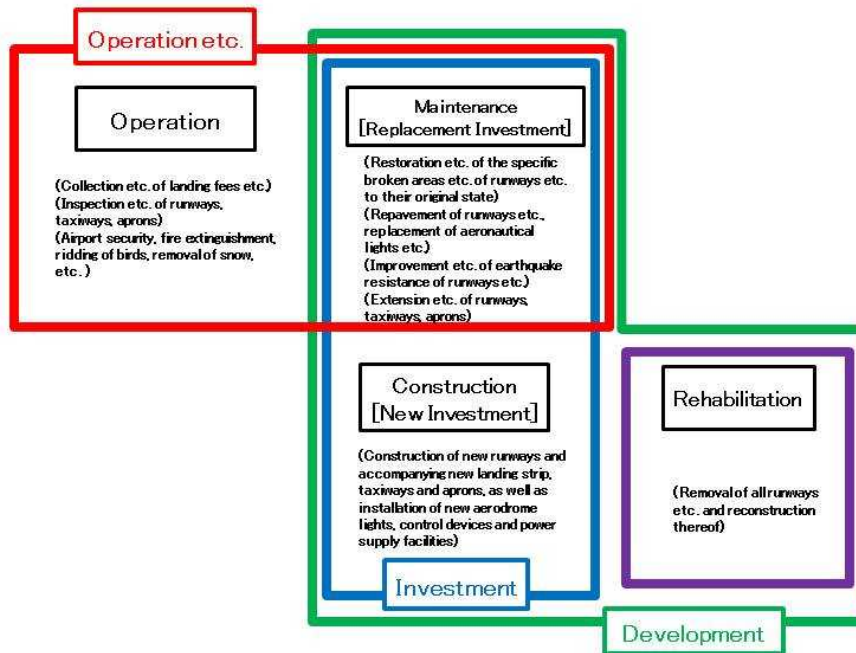 Operation etc.
Operation
(Collection etc. of landing fees etc.)
(Inspection etc. of runways,
taxiways, aprons)
(Airport security, fire extinguishment,
ridding of birds, removal of snow,
etc. )
Maintenance
[Replacement Investment]
(Restoration etc. of the specific
broken areas etc. of runways etc.
to their original state)
(Repavement of runways etc.,
replacement of aeronautical
lights etc.)
(Improvement etc. of earthquake
resistance of runways etc.)
(Extension etc. of runways,
taxiways, aprons)
Construction
[New Investment]
(Construction of new runways and
accompanying new landing strip,
taxiways and aprons, as well as
installation of new aerodrome
lights, control devices and power
supply facilities)
Investment
Rehabilitation
(Removal of all runways
etc. and reconstruction
thereof)
Development